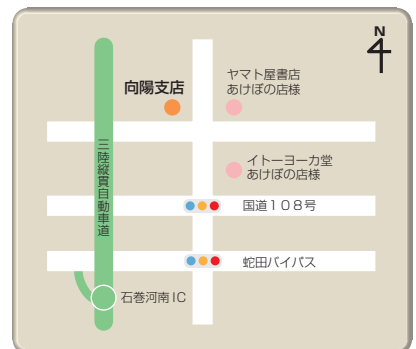 N
向陽支店
ヤマト屋書店
あけぼの店様
三陸縦貫自動車道
イトーヨーカ堂
あけぼの店様
国道108号
蛇田バイパス
石巻河南IC